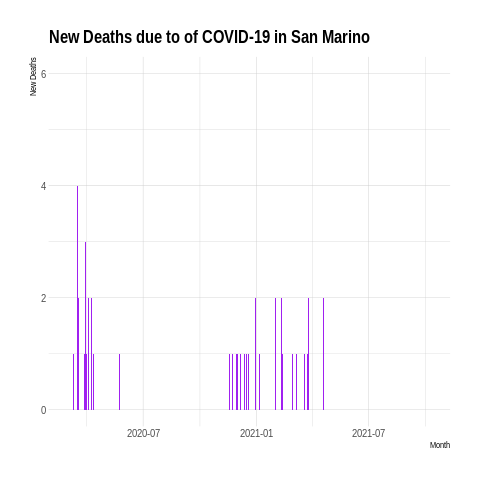 New Deaths due to of COVID-19 in San Marino
New Deaths
6
4
2
0
2020-07 2021-01 2021-07
Month